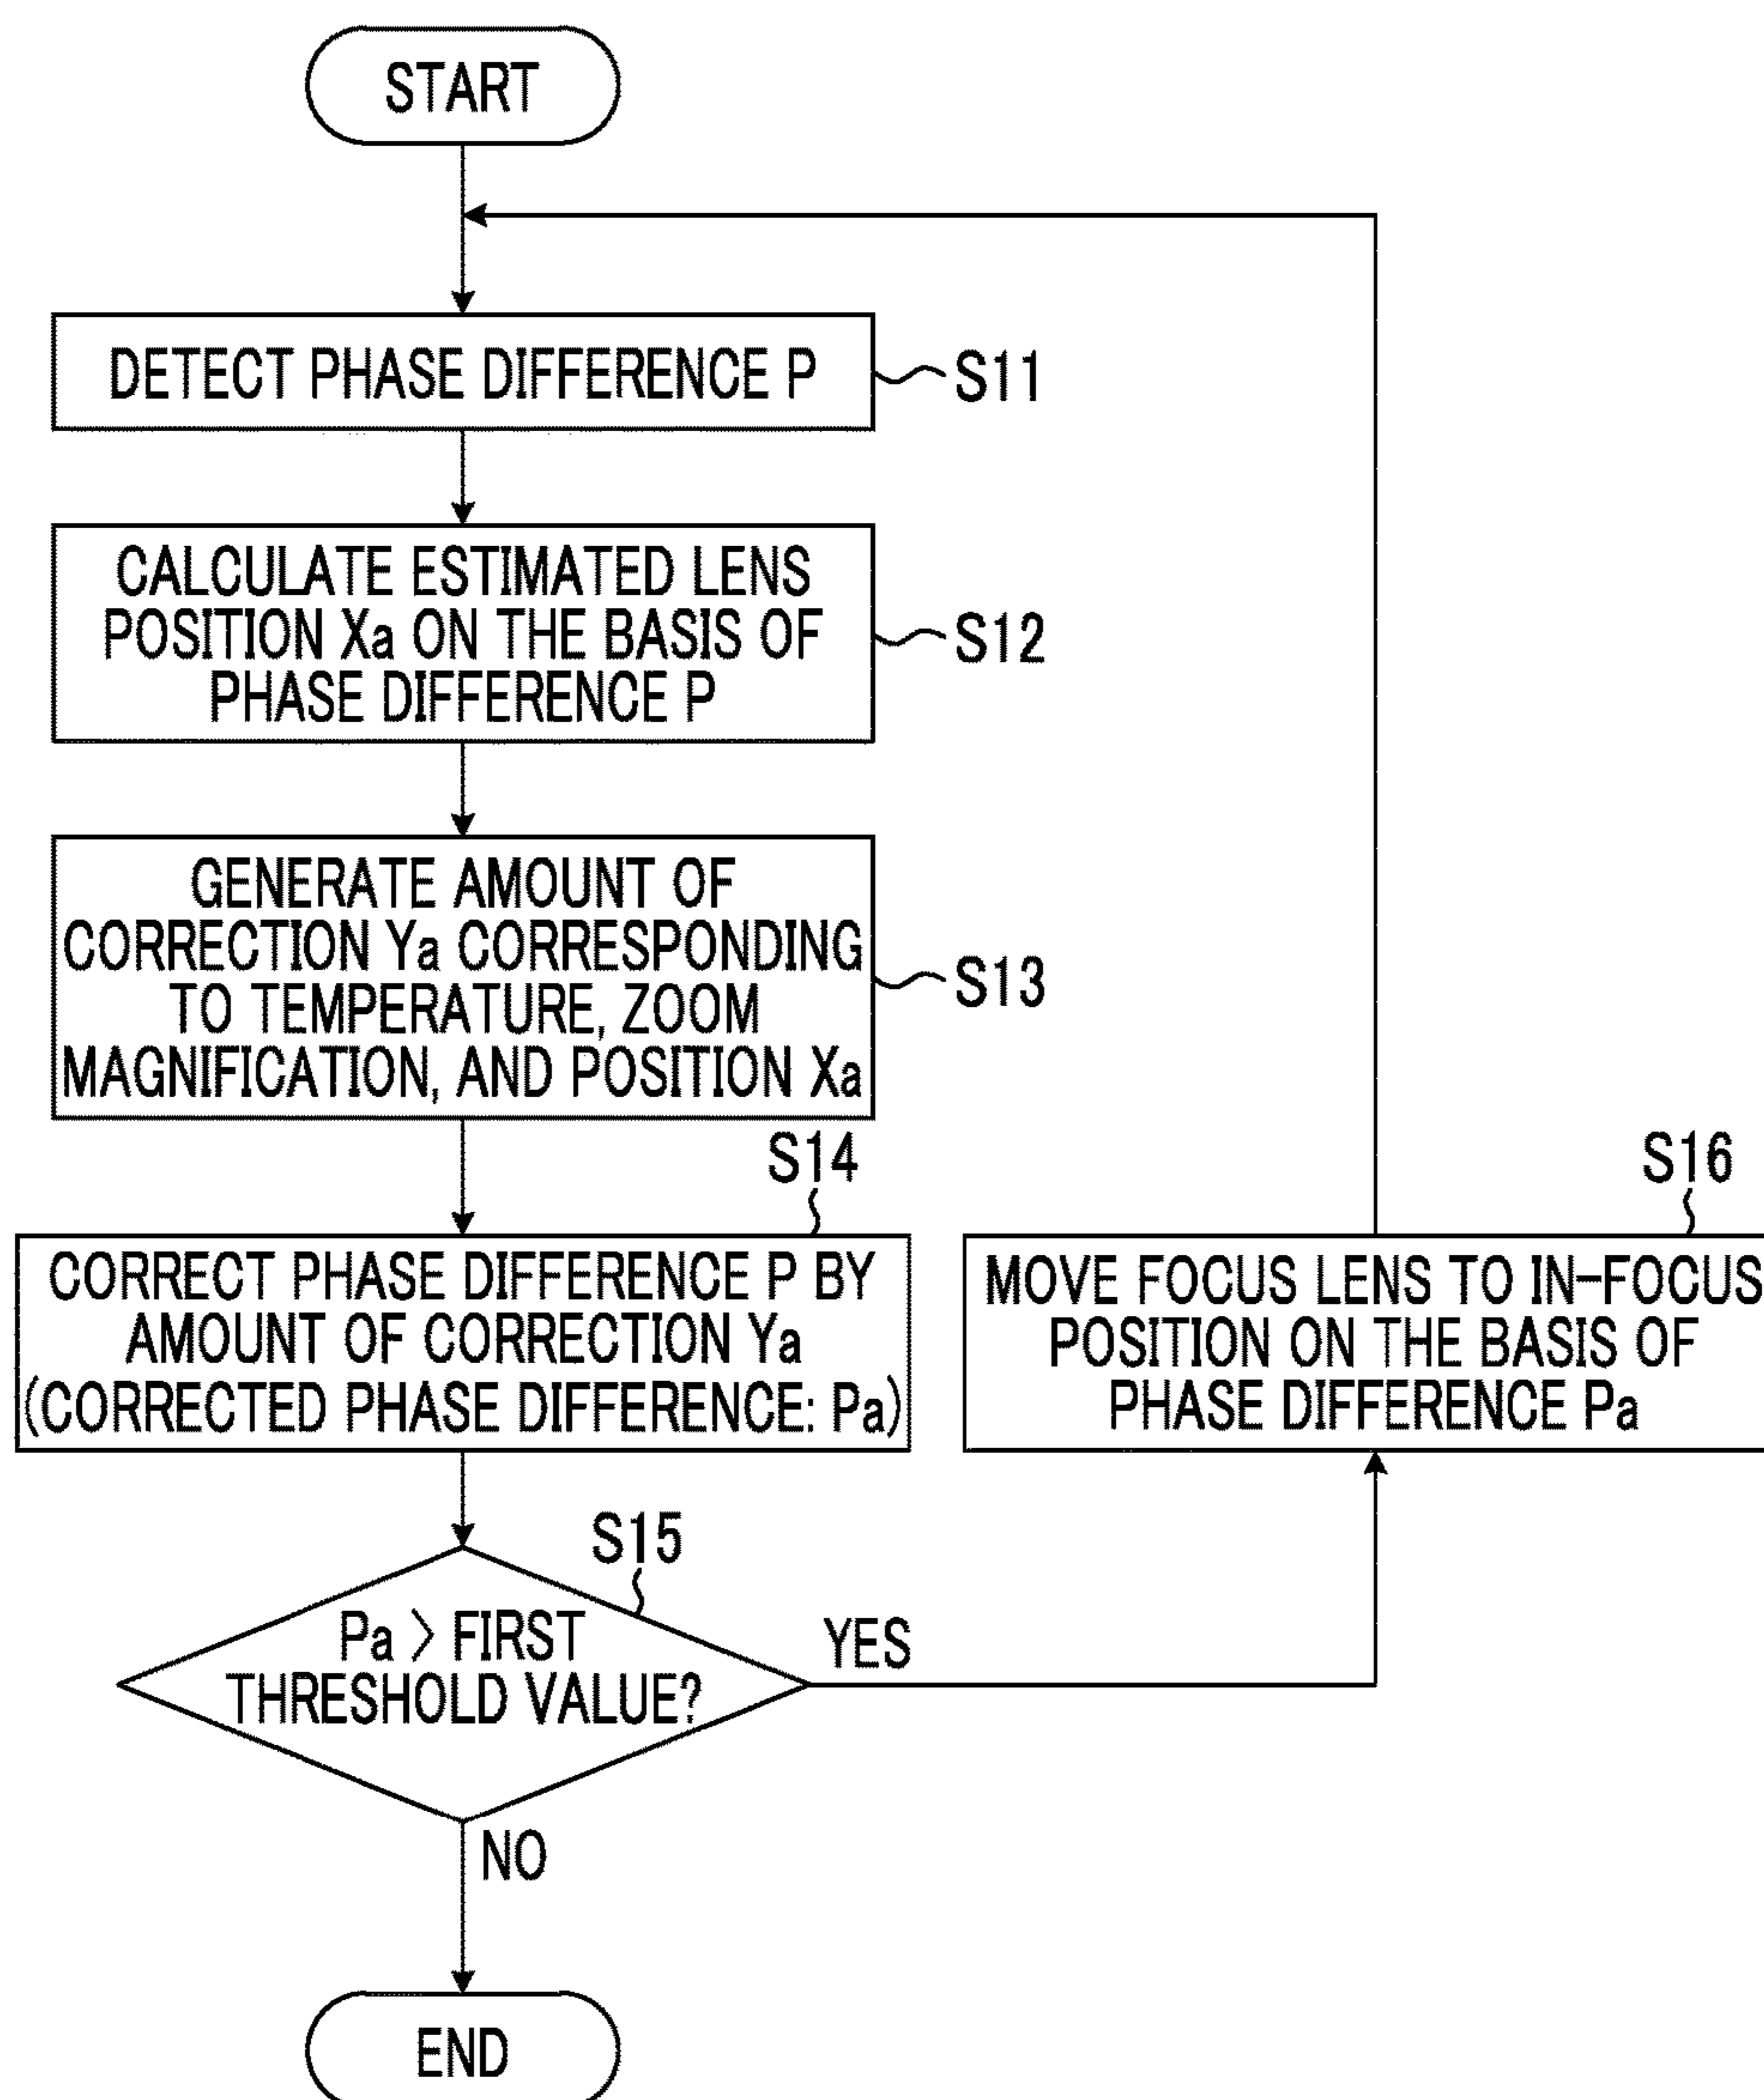 START
DETECT PHASE DIFFERENCE P
S11
CALCULATE ESTIMATED LENS
POSITION Xa ON THE BASIS OF
PHASE DIFFERENCE P
S12
GENERATE AMOUNT OF
CORRECTION Ya CORRESPONDING
TO TEMPERATURE, ZOOM
MAGNIFICATION, AND POSITION Xa
S13
S14
CORRECT PHASE DIFFERENCE P BY
AMOUNT OF CORRECTION Ya
(CORRECTED PHASE DIFFERENCE: Pa)
S16
MOVE FOCUS LENS TO IN-FOCUS
POSITION ON THE BASIS OF
PHASE DIFFERENCE Pa
S15
Pa > FIRST
THRESHOLD VALUE?
YES
NO
END